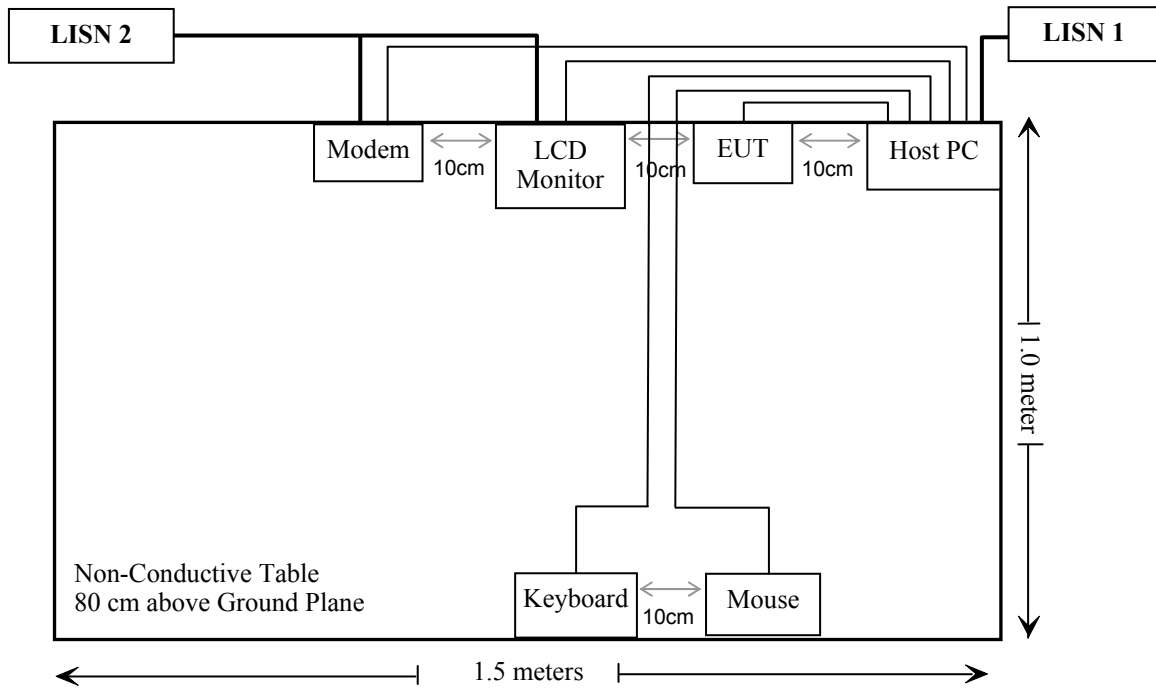 LISN 2
LISN 1
Modem
10cm
LCD
Monitor
10cm
EUT
10cm
Host PC
1.0 meter
Non-Conductive Table
80 cm above Ground Plane
Keyboard
10cm
Mouse
1.5 meters